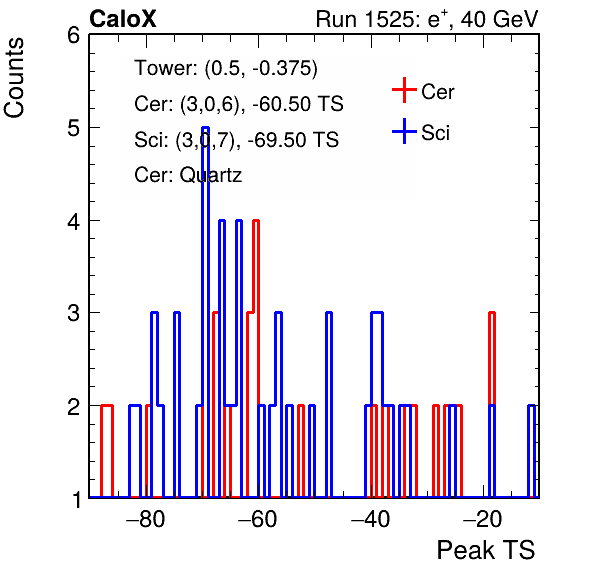 CaloX Run 1525: e⁺, 40 GeV
Counts
6
5
4
3
2
1
Tower: (0.5, -0.375)
Cer: (3,0,6), -60.50 TS
Sci: (3,0,7), -69.50 TS
Cer: Quartz
Cer
Sci
−80 −60 −40 −20
Peak TS